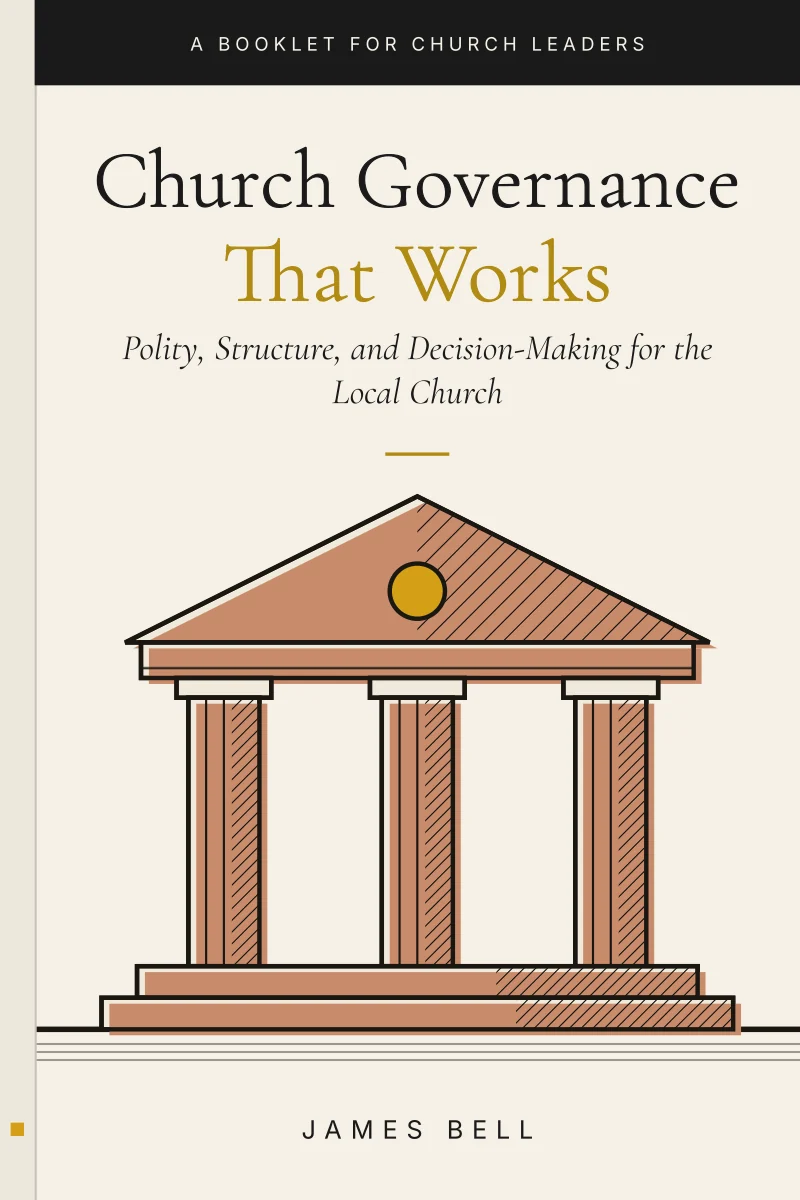 A BOOKLET FOR CHURCH LEADERS
Church Governance
That Works
Polity, Structure, and Decision-Making for the
Local Church
JAMES BELL